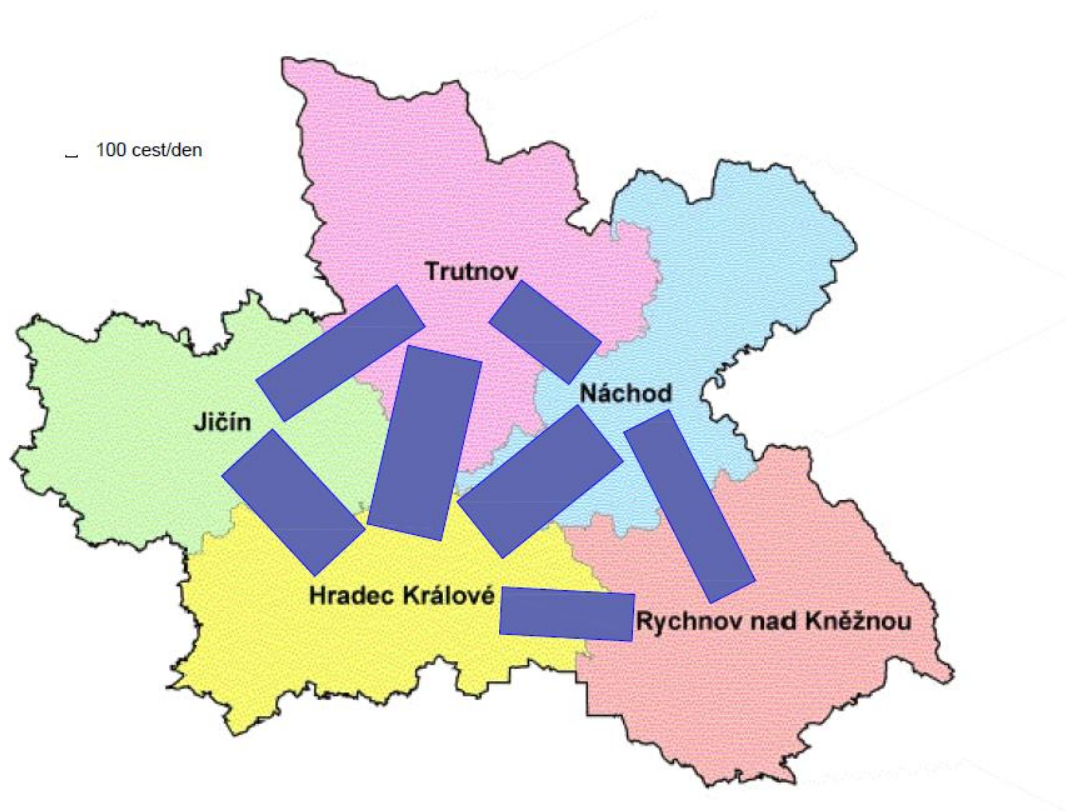 100 cest/den
Trutnov
Náchod
Jičín
Hradec Králové
Rychnov nad Kněžnou